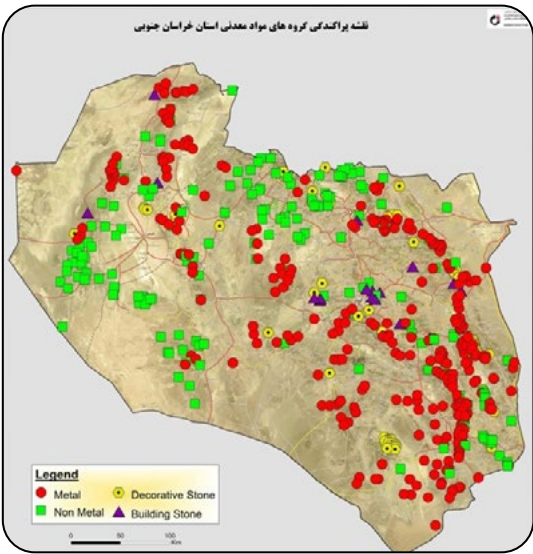 نقشه پراکندگی گروه های مواد معدنی استان خراسان جنوبی
Legend
Metal
Decorative Stone
Non Metal
Building Stone
0 50 100
Km